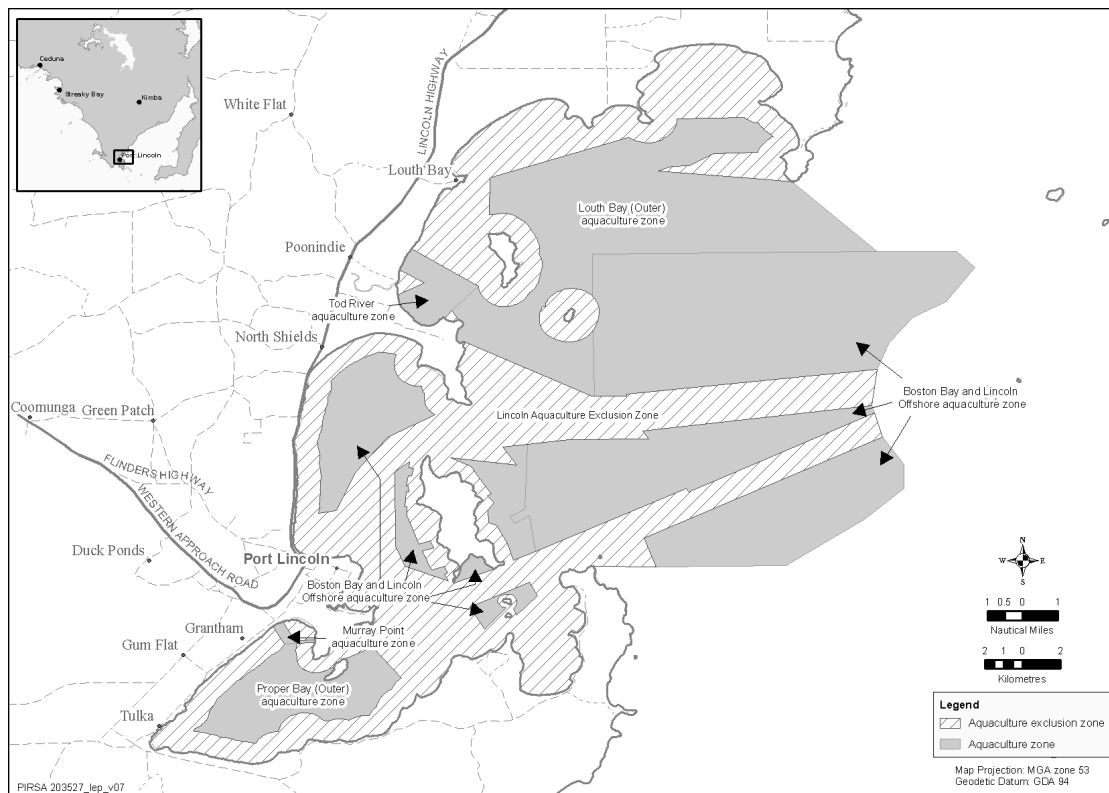 Ceduna
Streaky Bay
Kimba
Port Lincoln
White Flat
LINCOLN HIGHWAY
Louth Bay
Louth Bay (Outer)
aquaculture zone
Poonindie
Tod River
aquaculture zone
North Shields
Boston Bay and Lincoln
Offshore aquaculture zone
Coomunga
Green Patch
Lincoln Aquaculture Exclusion Zone
FLINDERS HIGHWAY
WESTERN APPROACH ROAD
Duck Ponds
Port Lincoln
Boston Bay and Lincoln
Offshore aquaculture zone
N
W
E
S
1 0.5 0 1
Nautical Miles
2 1 0 2
Kilometres
Grantham
Murray Point
aquaculture zone
Gum Flat
Proper Bay (Outer)
aquaculture zone
Tulka
Legend
Aquaculture exclusion zone
Aquaculture zone
Map Projection: MGA zone 53
Geodetic Datum: GDA 94
PIRSA 203527_lep_v07